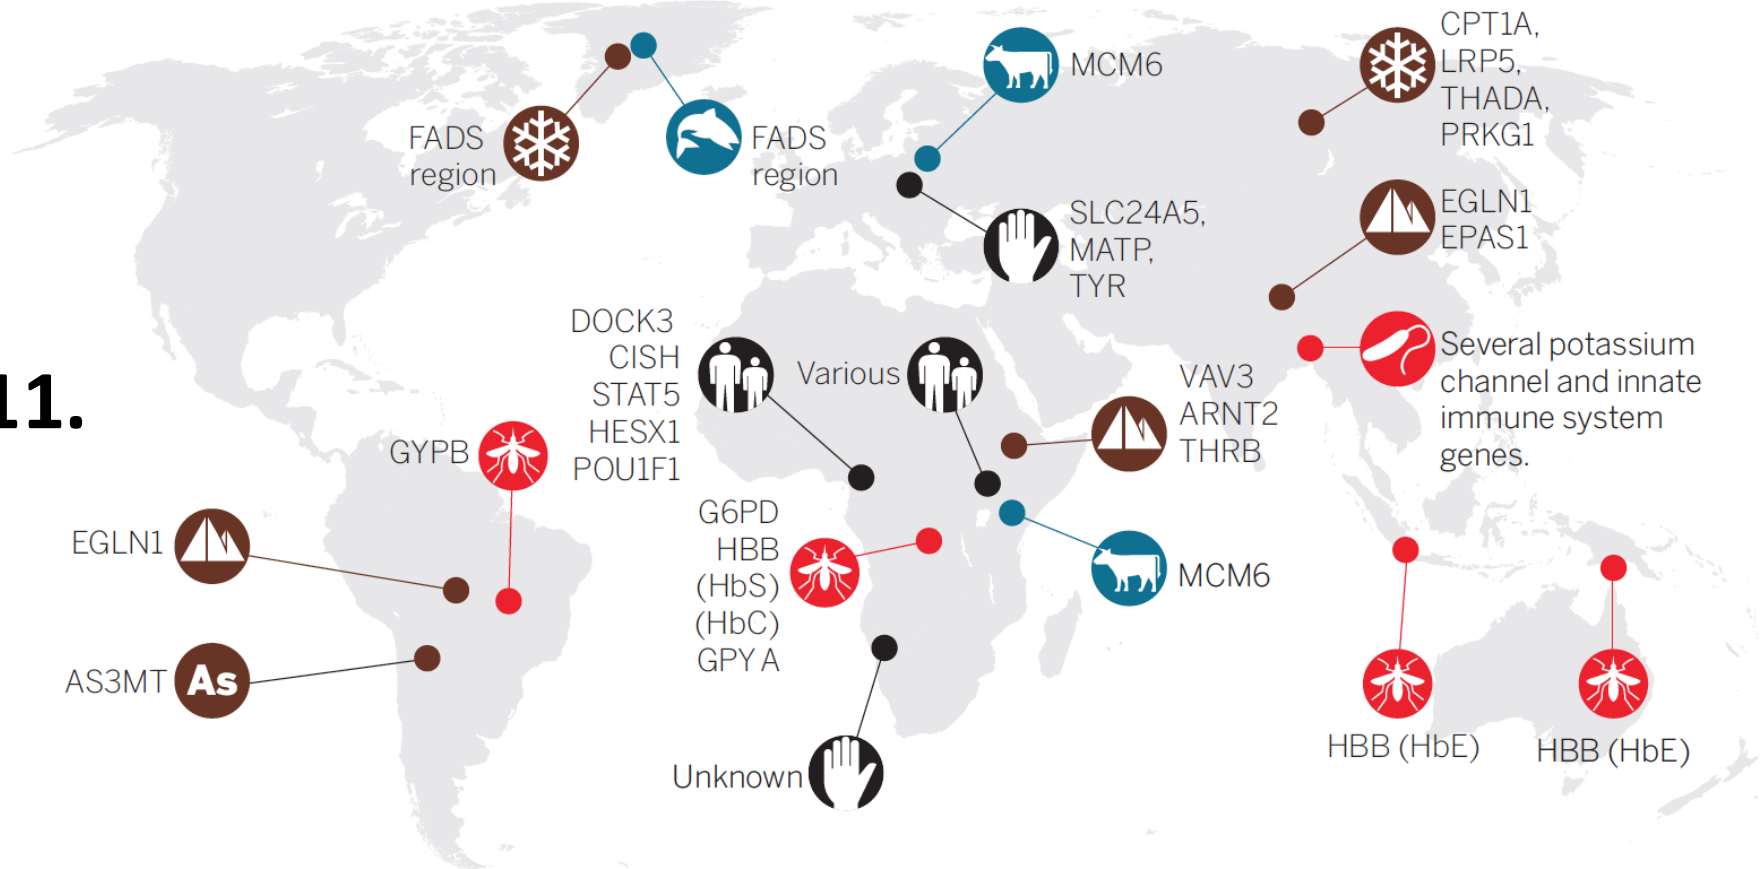 CPT1A,
LRP5,
THADA,
PRKG1
MCM6
FADS
region
FADS
region
EGLN1
EPAS1
SLC24A5,
MATP,
TYR
DOCK3
CISH
STAT5
HESX1
POU1F1
Various
VAV3
ARNT2
THRB
Several potassium
channel and innate
immune system
genes.
11.
GYPB
G6PD
HBB
(HbS)
(HbC)
GPY A
EGLN1
MCM6
AS3MT
As
HBB (HbE)
HBB (HbE)
Unknown